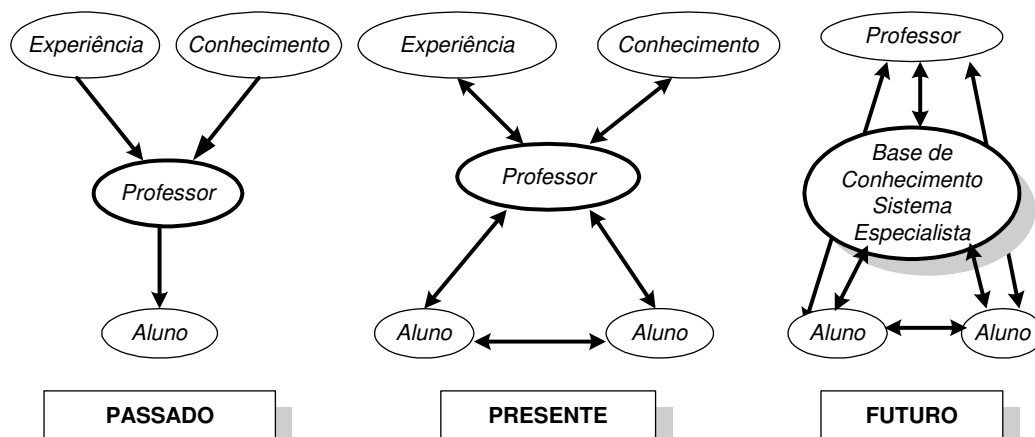 Experiência
Conhecimento
Professor
Aluno
PASSADO
Experiência
Conhecimento
Professor
Aluno
Aluno
PRESENTE
Professor
Base de
Conhecimento
Sistema
Especialista
Aluno
Aluno
FUTURO